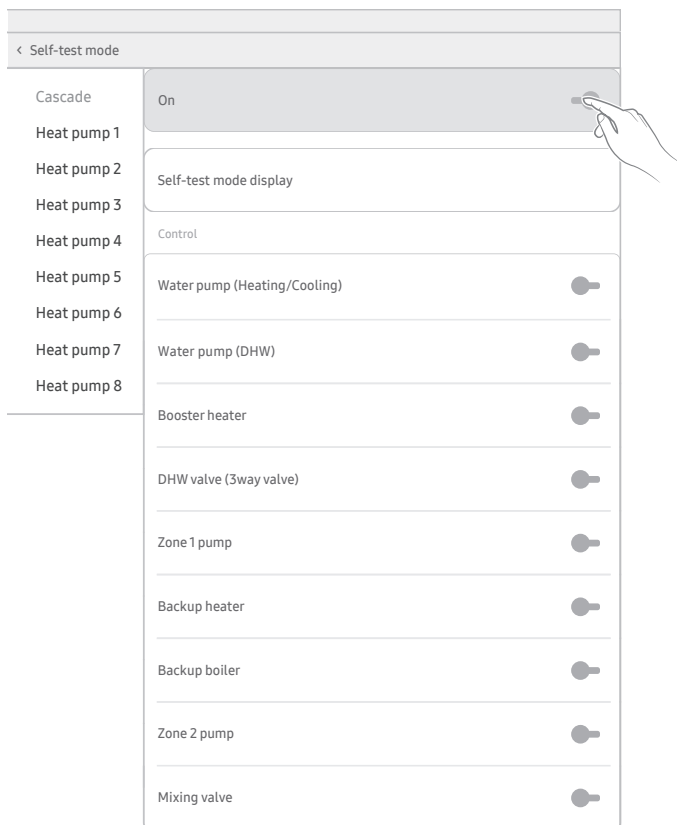 < Self-test mode
Cascade
Heat pump 1
Heat pump 2
Heat pump 3
Heat pump 4
Heat pump 5
Heat pump 6
Heat pump 7
Heat pump 8
On
Self-test mode display
Control
Water pump (Heating/Cooling)
Water pump (DHW)
Booster heater
DHW valve (3way valve)
Zone 1 pump
Backup heater
Backup boiler
Zone 2 pump
Mixing valve